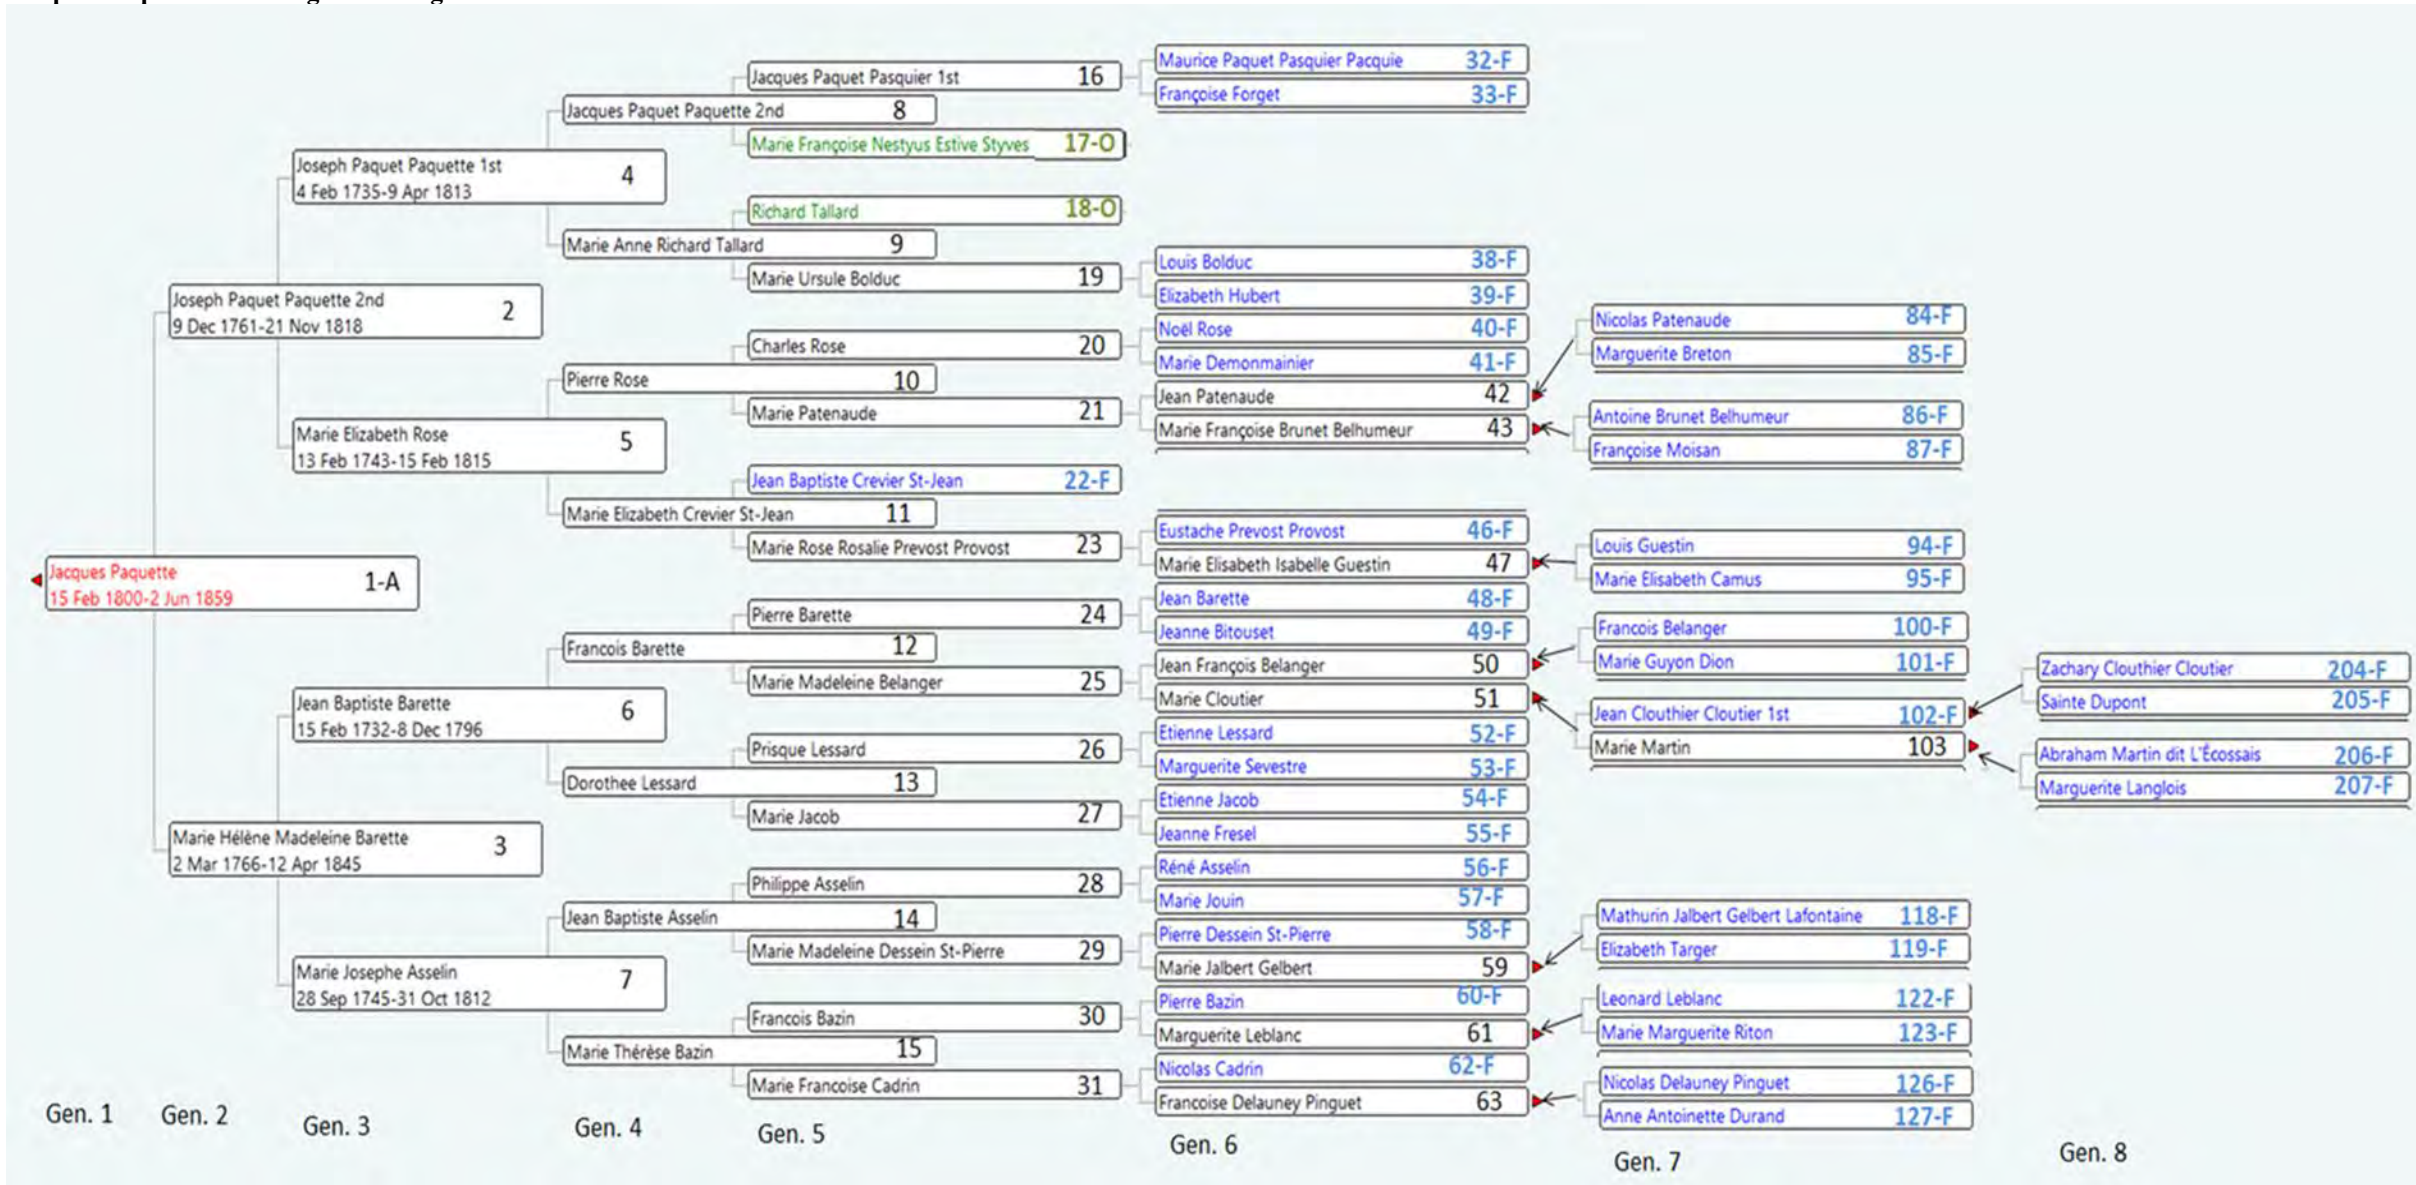 Jacques Paquette 1-A
15 Feb 1800-2 Jun 1859
Joseph Paquet Paquette 2nd 2
9 Dec 1761-21 Nov 1818
Marie Hélène Madeleine Barette 3
2 Mar 1766-12 Apr 1845
Joseph Paquet Paquette 1st 4
4 Feb 1735-9 Apr 1813
Marie Elizabeth Rose 5
13 Feb 1743-15 Feb 1815
Jean Baptiste Barette 6
15 Feb 1732-8 Dec 1796
Marie Josephe Asselin 7
28 Sep 1745-31 Oct 1812
Jacques Paquet Paquette 2nd 8
Marie Anne Richard Tallard 9
Pierre Rose 10
Marie Elizabeth Crevier St-Jean 11
Francois Barette 12
Dorothee Lessard 13
Jean Baptiste Asselin 14
Marie Thérèse Bazin 15
Jacques Paquet Pasquier 1st 16
Marie Françoise Nestyus Estive Styves 17-O
Richard Tallard 18-O
Marie Ursule Bolduc 19
Charles Rose 20
Marie Patenaude 21
Jean Baptiste Crevier St-Jean 22-F
Marie Rose Rosalie Prevost Provost 23
Pierre Barette 24
Marie Madeleine Belanger 25
Prisque Lessard 26
Marie Jacob 27
Philippe Asselin 28
Marie Madeleine Dessein St-Pierre 29
Francois Bazin 30
Marie Francoise Cadrin 31
Maurice Paquet Pasquier Pacquie 32-F
Françoise Forget 33-F
Louis Bolduc 38-F
Elizabeth Hubert 39-F
Noël Rose 40-F
Marie Demonmainier 41-F
Jean Patenaude 42
Marie Françoise Brunet Belhumeur 43
Eustache Prevost Provost 46-F
Marie Elisabeth Isabelle Guestin 47
Jean Barette 48-F
Jeanne Bitouset 49-F
Jean François Belanger 50
Marie Cloutier 51
Etienne Lessard 52-F
Marguerite Sevestre 53-F
Etienne Jacob 54-F
Jeanne Fresel 55-F
Réné Asselin 56-F
Marie Jouin 57-F
Pierre Dessein St-Pierre 58-F
Marie Jalbert Gelbert 59
Pierre Bazin 60-F
Marguerite Leblanc 61
Nicolas Cadrin 62-F
Francoise Delauney Pinguet 63
Nicolas Patenaude 84-F
Marguerite Breton 85-F
Antoine Brunet Belhumeur 86-F
Françoise Moisan 87-F
Louis Guestin 94-F
Marie Elisabeth Camus 95-F
Francois Belanger 100-F
Marie Guyon Dion 101-F
Jean Clouthier Cloutier 1st 102-F
Marie Martin 103
Mathurin Jalbert Gelbert Lafontaine 118-F
Elizabeth Targer 119-F
Leonard Leblanc 122-F
Marie Marguerite Riton 123-F
Nicolas Delauney Pinguet 126-F
Anne Antoinette Durand 127-F
Zachary Clouthier Cloutier 204-F
Sainte Dupont 205-F
Abraham Martin dit L'Écossais 206-F
Marguerite Langlois 207-F
Gen. 1
Gen. 2
Gen. 3
Gen. 4
Gen. 5
Gen. 6
Gen. 7
Gen. 8